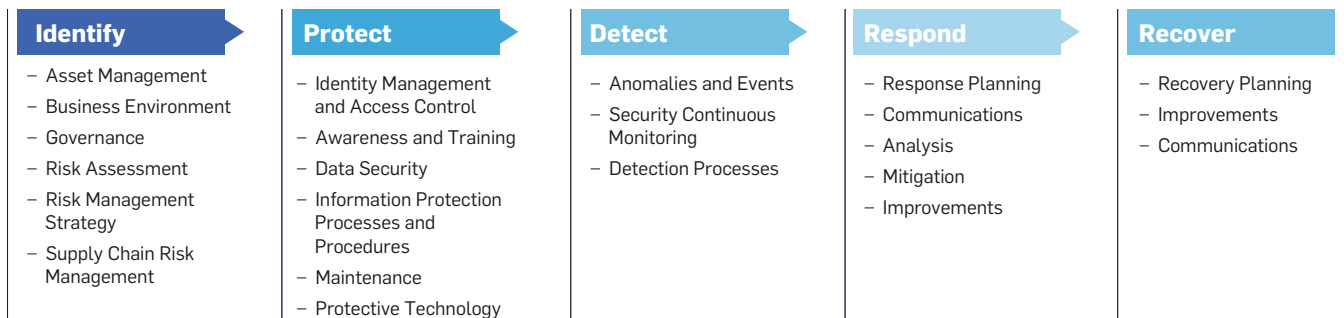 Identify
– Asset Management
– Business Environment
– Governance
– Risk Assessment
– Risk Management
Strategy
– Supply Chain Risk
Management
Protect
– Identity Management
and Access Control
– Awareness and Training
– Data Security
– Information Protection
Processes and
Procedures
– Maintenance
– Protective Technology
Detect
– Anomalies and Events
– Security Continuous
Monitoring
– Detection Processes
Respond
– Response Planning
– Communications
– Analysis
– Mitigation
– Improvements
Recover
– Recovery Planning
– Improvements
– Communications